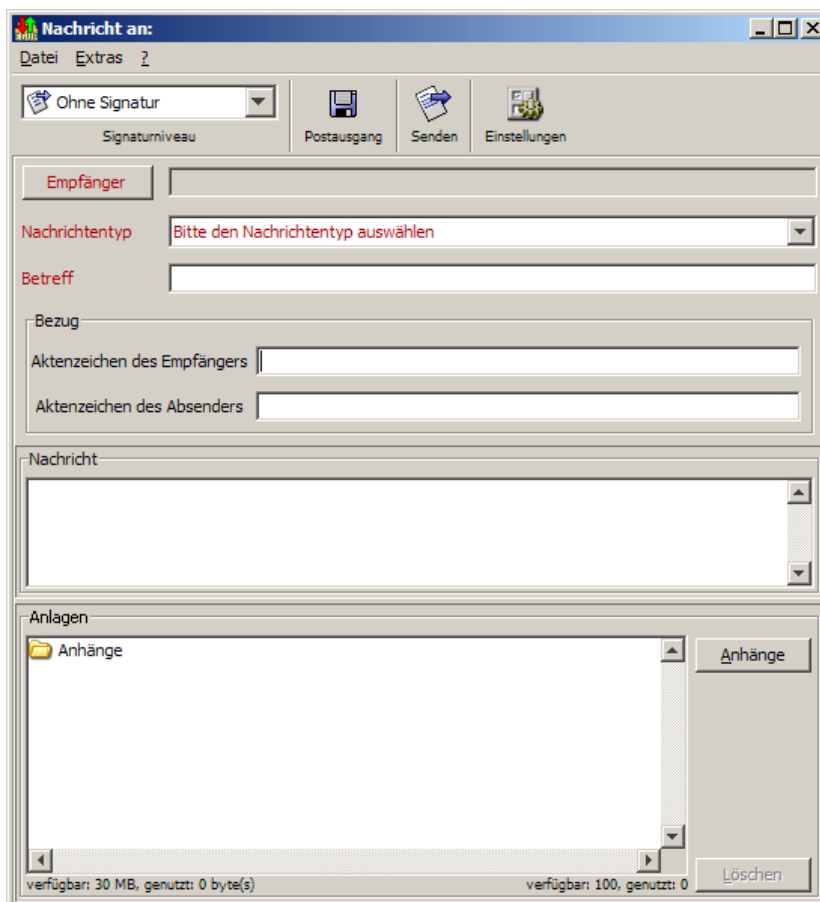 Nachricht an:
Datei Extras ?
Ohne Signatur
Signaturniveau
Postausgang
Senden
Einstellungen
Empfänger
Nachrichtentyp
Bitte den Nachrichtentyp auswählen
Betreff
Bezug
Aktenzeichen des Empfängers
Aktenzeichen des Absenders
Nachricht
Anlagen
Anhänge
Anhänge
verfügbar: 30 MB, genutzt: 0 byte(s)
verfügbar: 100, genutzt: 0
Löschen